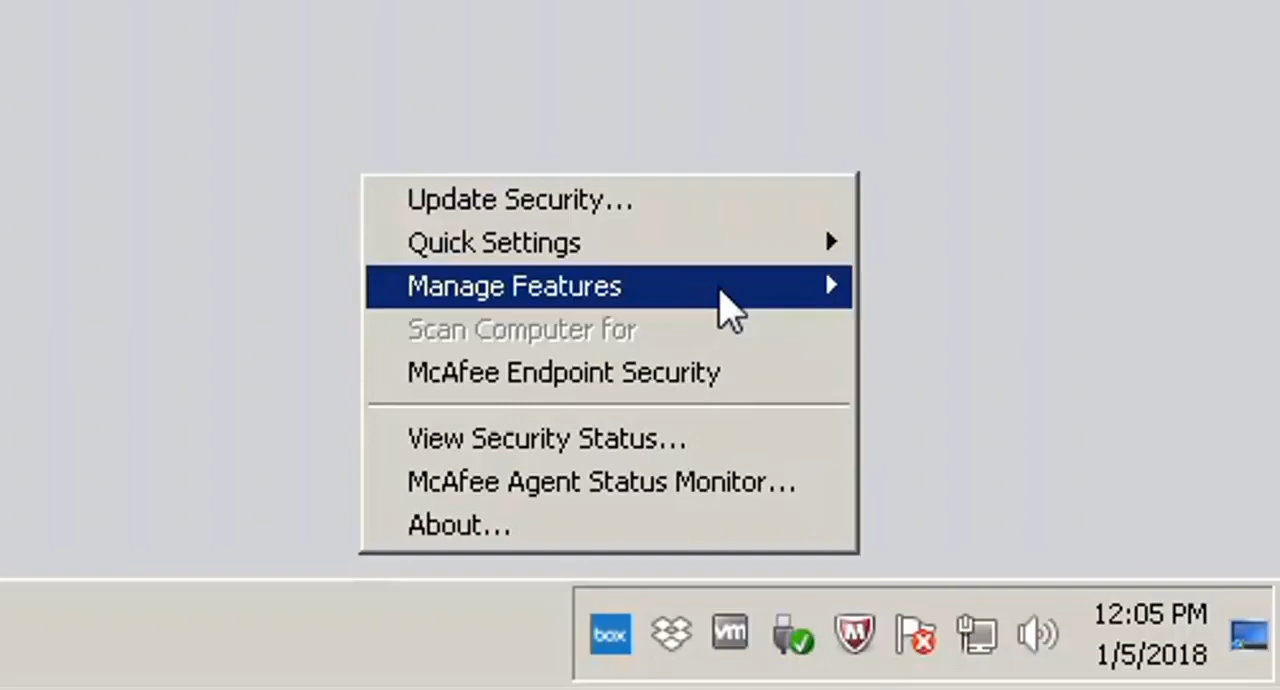 Update Security...
Quick Settings
Manage Features
Scan Computer for
McAfee Endpoint Security
View Security Status...
McAfee Agent Status Monitor...
About...
box
vm
12:05 PM
1/5/2018